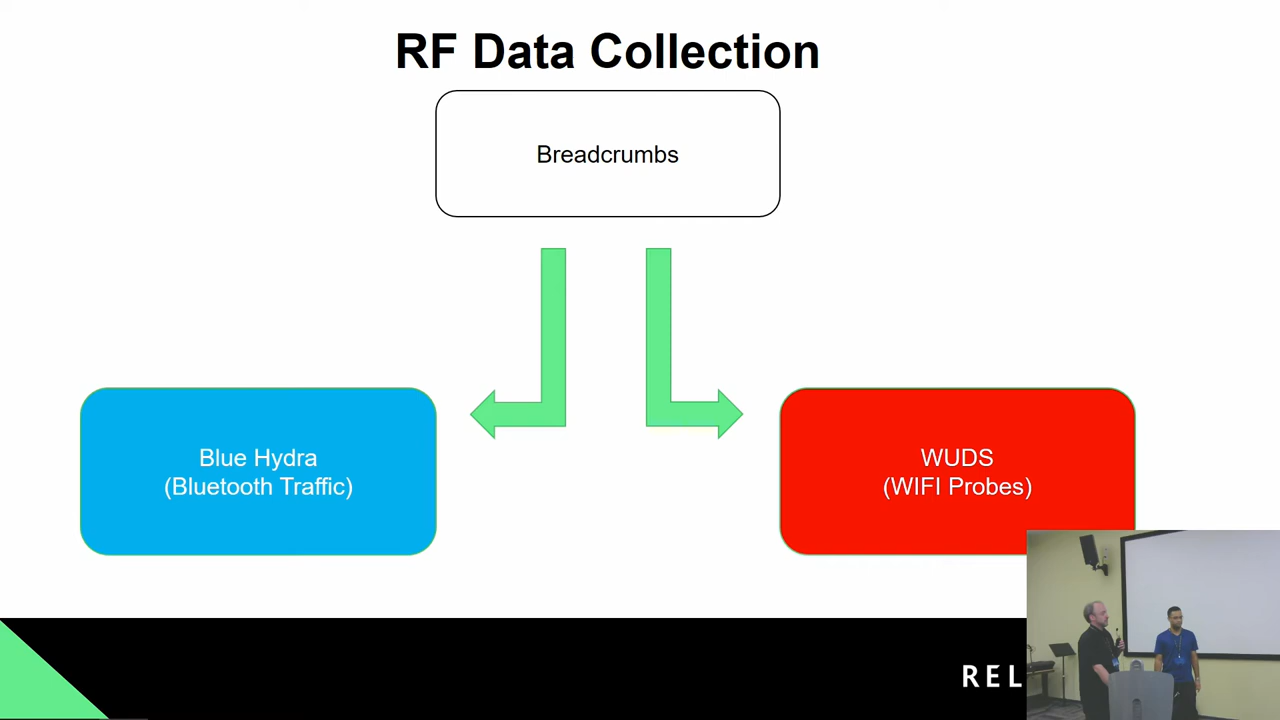 RF Data Collection
Breadcrumbs
Blue Hydra
(Bluetooth Traffic)
WUDS
(WIFI Probes)
REL